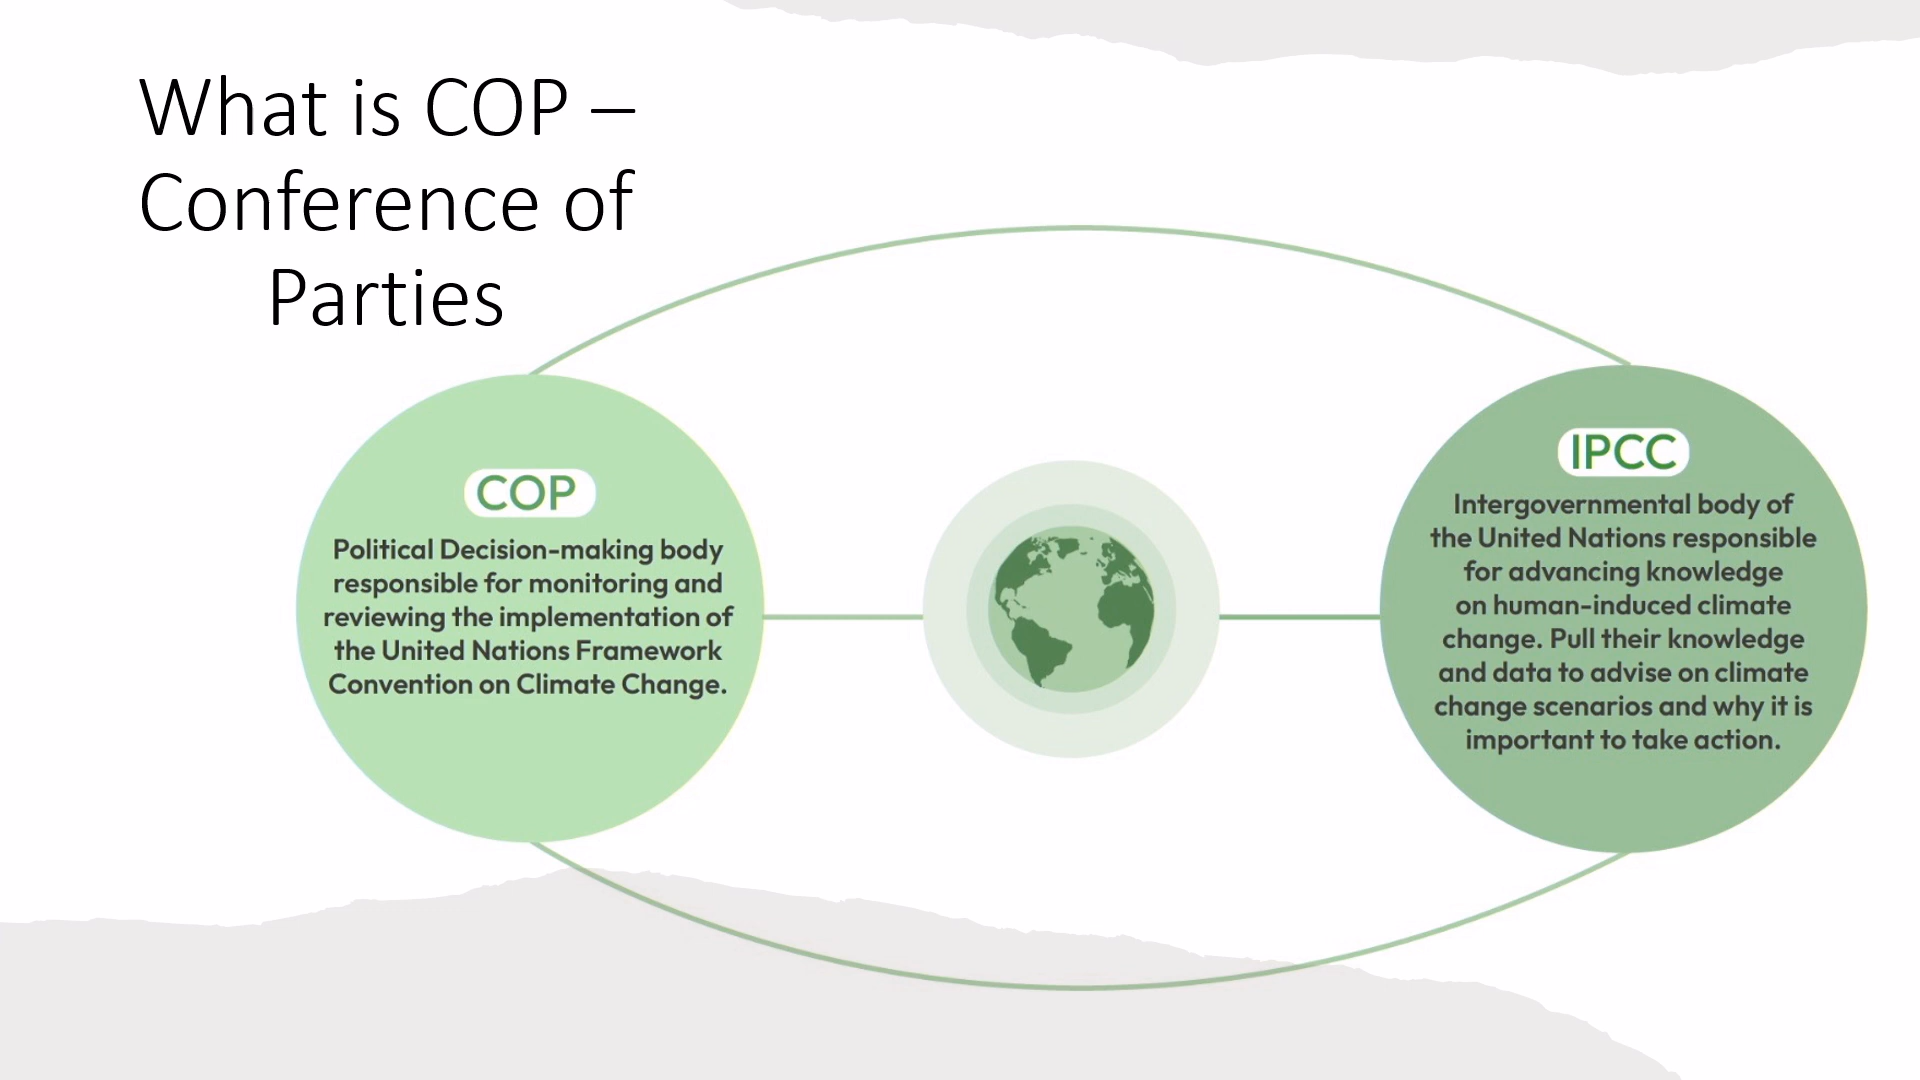 What is COP –
Conference of
Parties
COP
Political Decision-making body
responsible for monitoring and
reviewing the implementation of
the United Nations Framework
Convention on Climate Change.
IPCC
Intergovernmental body of
the United Nations responsible
for advancing knowledge
on human-induced climate
change. Pull their knowledge
and data to advise on climate
change scenarios and why it is
important to take action.